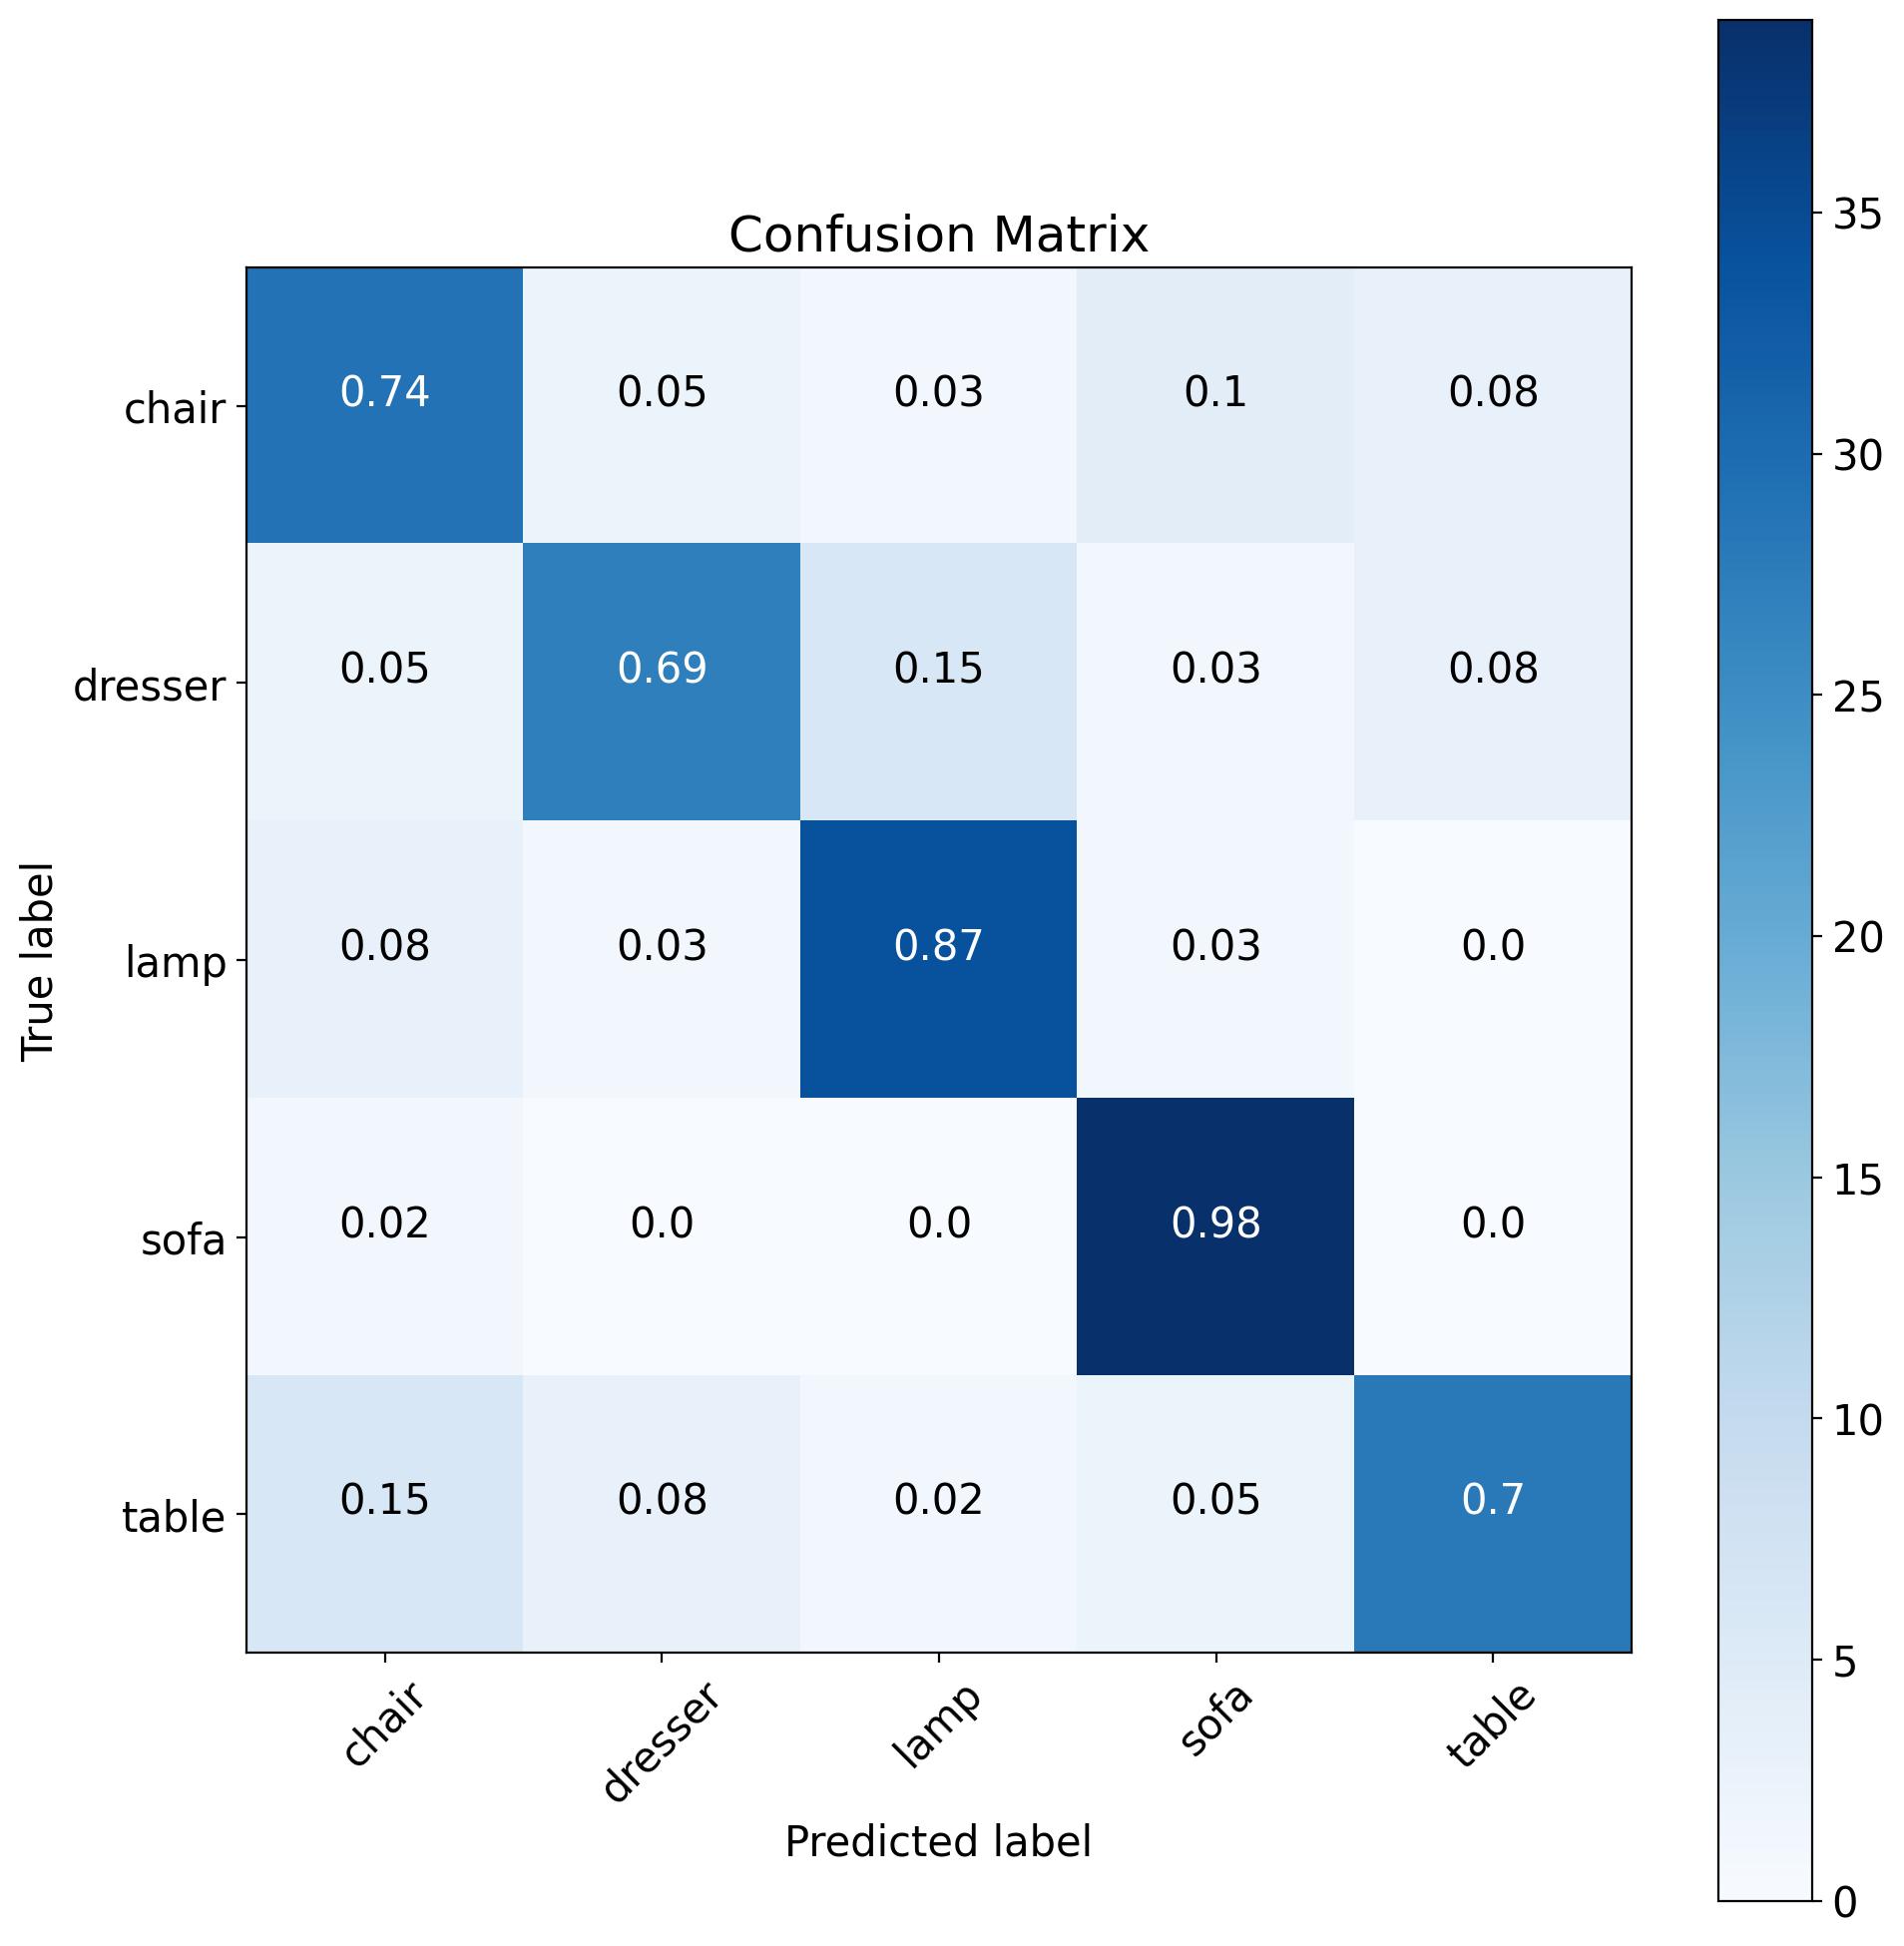 Confusion Matrix
True label
chair 0.74 0.05 0.03 0.1 0.08
dresser 0.05 0.69 0.15 0.03 0.08
lamp 0.08 0.03 0.87 0.03 0.0
sofa 0.02 0.0 0.0 0.98 0.0
table 0.15 0.08 0.02 0.05 0.7
chair dresser lamp sofa table
Predicted label
35
30
25
20
15
10
5
0